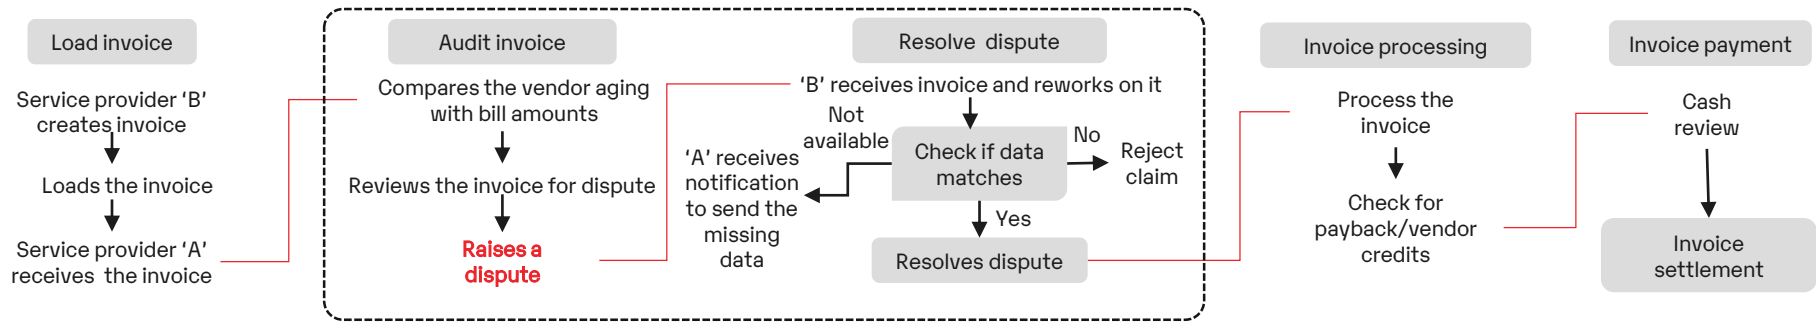 Load invoice
Service provider ‘B’
creates invoice
Loads the invoice
Service provider ‘A’
receives the invoice
Audit invoice
Compares the vendor aging
with bill amounts
Reviews the invoice for dispute
Raises a
dispute
Resolve dispute
‘B’ receives invoice and reworks on it
Not
available
‘A’ receives
notification
to send the
missing
data
Check if data
matches
No
Reject
claim
Yes
Resolves dispute
Invoice processing
Process the
invoice
Check for
payback/vendor
credits
Invoice payment
Cash
review
Invoice
settlement